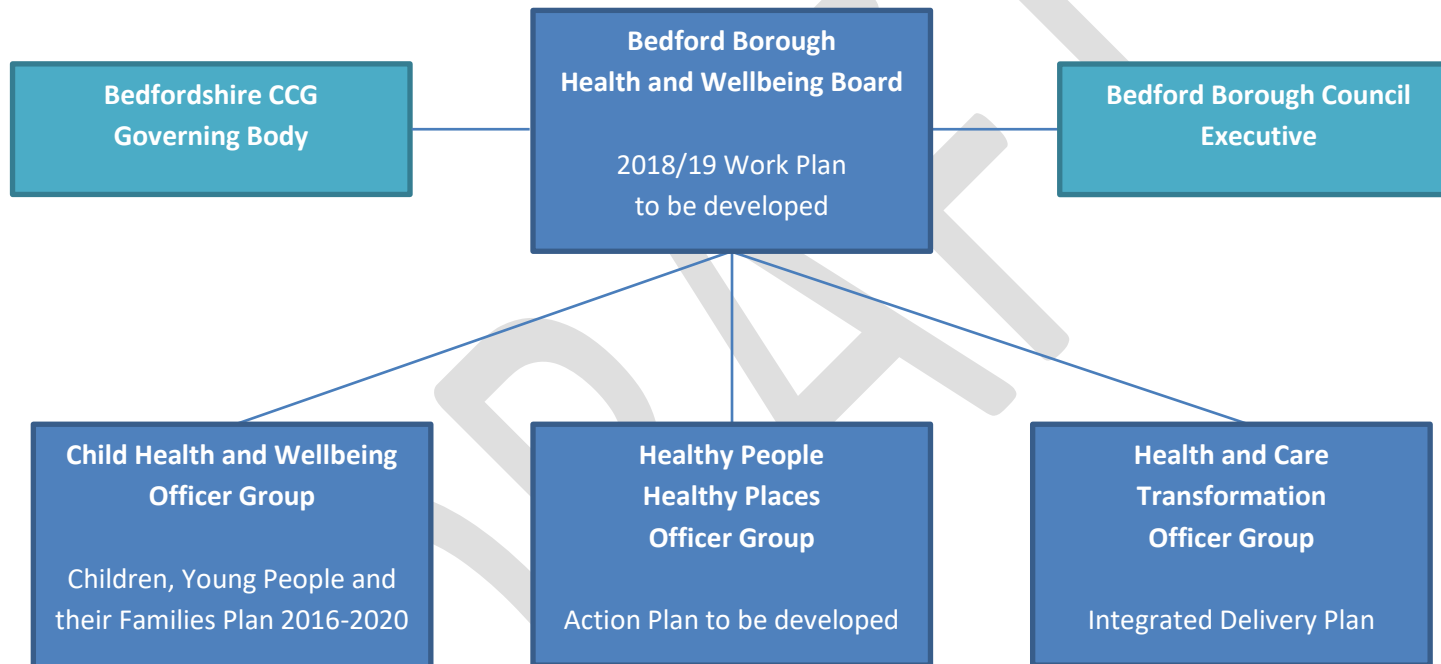 Bedford Borough
Health and Wellbeing Board
2018/19 Work Plan
to be developed
Bedfordshire CCG
Governing Body
Bedford Borough Council
Executive
Child Health and Wellbeing
Officer Group
Children, Young People and
their Families Plan 2016-2020
Healthy People
Healthy Places
Officer Group
Action Plan to be developed
Health and Care
Transformation
Officer Group
Integrated Delivery Plan